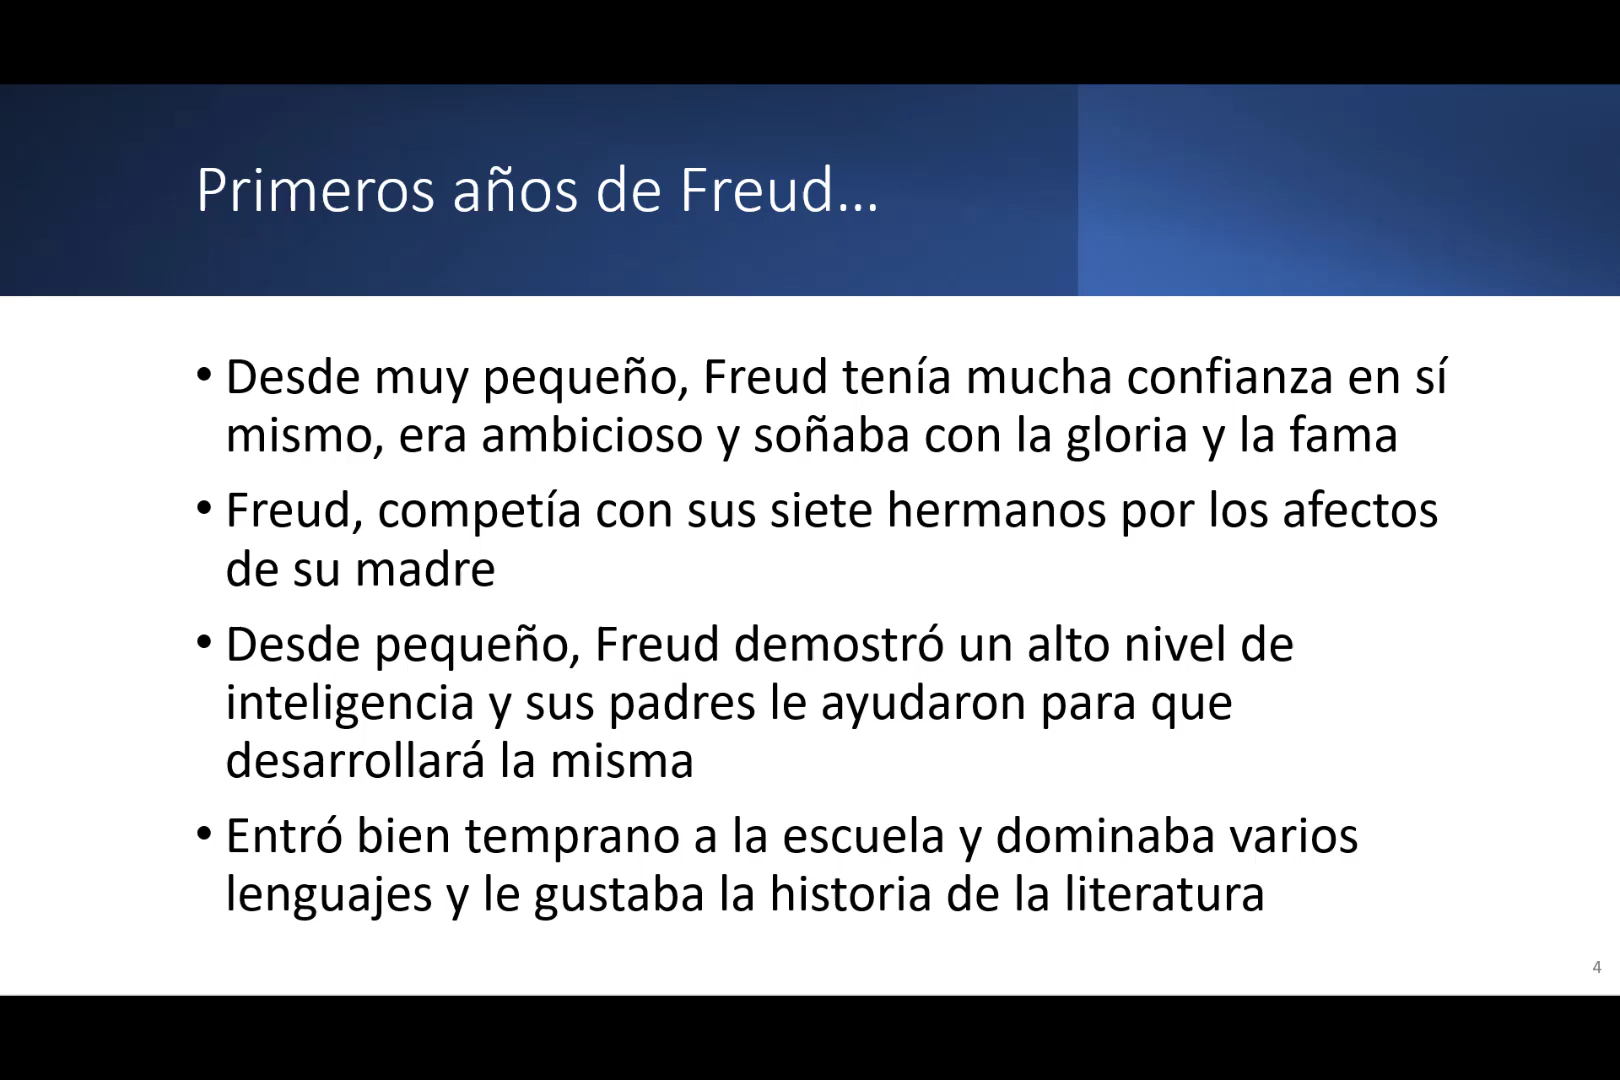 Primeros años de Freud...
• Desde muy pequeño, Freud tenía mucha confianza en sí
mismo, era ambicioso y soñaba con la gloria y la fama
• Freud, competía con sus siete hermanos por los afectos
de su madre
• Desde pequeño, Freud demostró un alto nivel de
inteligencia y sus padres le ayudaron para que
desarrollará la misma
• Entró bien temprano a la escuela y dominaba varios
lenguajes y le gustaba la historia de la literatura
4